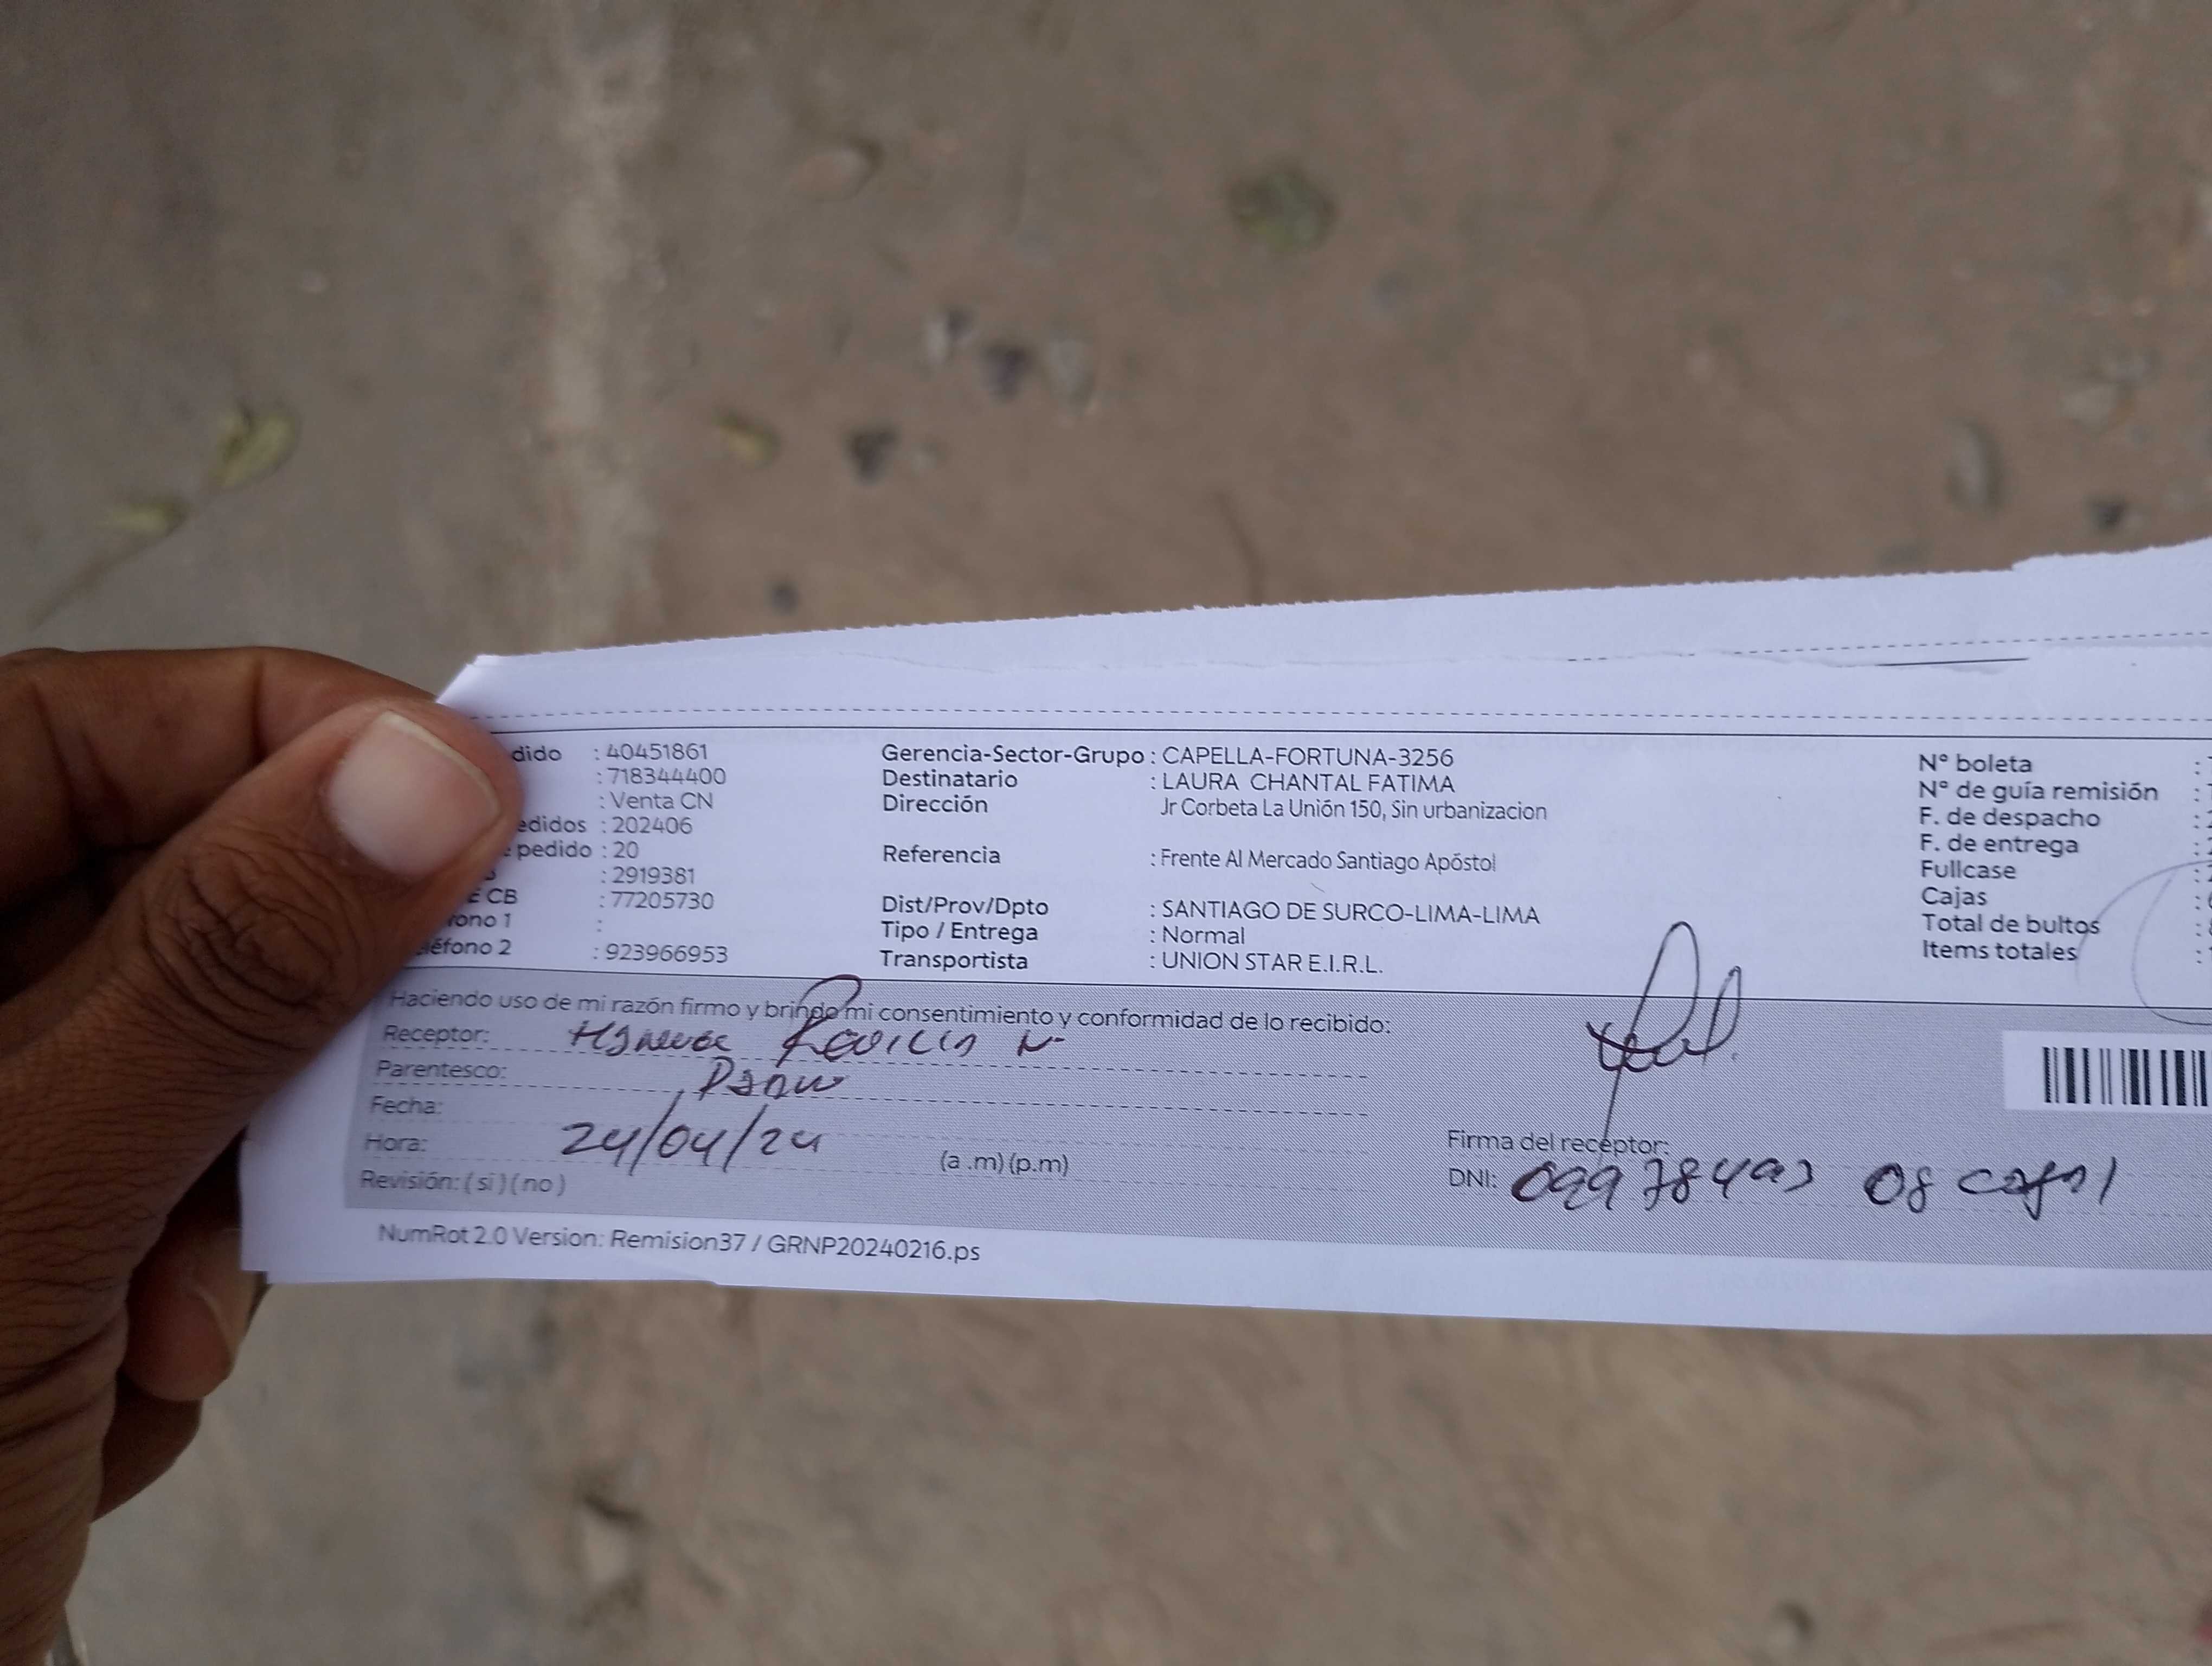 dido : 40451861
: 718344400
: Venta CN
edidos : 202406
pedido : 20
: 2919381
E CB : 77205730
ono 1 :
léfono 2 : 923966953
Gerencia-Sector-Grupo : CAPELLA-FORTUNA-3256
Destinatario : LAURA CHANTAL FATIMA
Dirección Jr Corbeta La Unión 150, Sin urbanizacion
Referencia : Frente Al Mercado Santiago Apóstol
Dist/Prov/Dpto : SANTIAGO DE SURCO-LIMA-LIMA
Tipo / Entrega : Normal
Transportista : UNION STAR E.I.R.L.
N° boleta :
N° de guía remisión :
F. de despacho :
F. de entrega :
Fullcase :
Cajas :
Total de bultos :
Items totales :
Haciendo uso de mi razón firmo y brindo mi consentimiento y conformidad de lo recibido:
Receptor:
Parentesco:
Fecha:
Hora: 24/04/24 (a .m) (p.m)
Revisión: ( si ) ( no )
Firma del receptor:
DNI:
NumRot 2.0 Version: Remision37 / GRNP20240216.ps